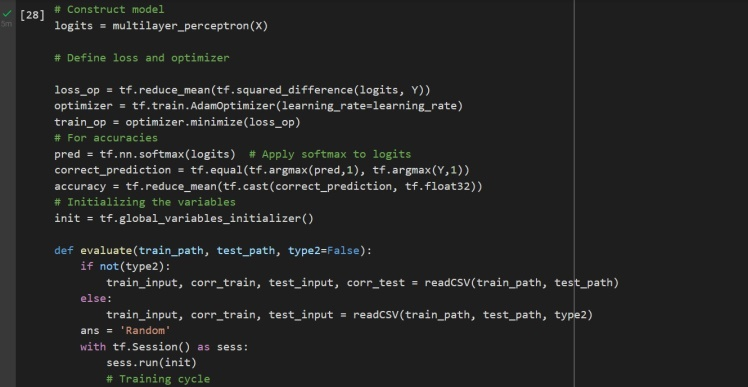 5m
[28]
# Construct model
logits = multilayer_perceptron(X)
# Define loss and optimizer
loss_op = tf.reduce_mean(tf.squared_difference(logits, Y))
optimizer = tf.train.AdamOptimizer(learning_rate=learning_rate)
train_op = optimizer.minimize(loss_op)
# For accuracies
pred = tf.nn.softmax(logits)  # Apply softmax to logits
correct_prediction = tf.equal(tf.argmax(pred,1), tf.argmax(Y,1))
accuracy = tf.reduce_mean(tf.cast(correct_prediction, tf.float32))
# Initializing the variables
init = tf.global_variables_initializer()
def evaluate(train_path, test_path, type2=False):
    if not(type2):
        train_input, corr_train, test_input, corr_test = readCSV(train_path, test_path)
    else:
        train_input, corr_train, test_input = readCSV(train_path, test_path, type2)
    ans = 'Random'
    with tf.Session() as sess:
        sess.run(init)
        # Training cycle